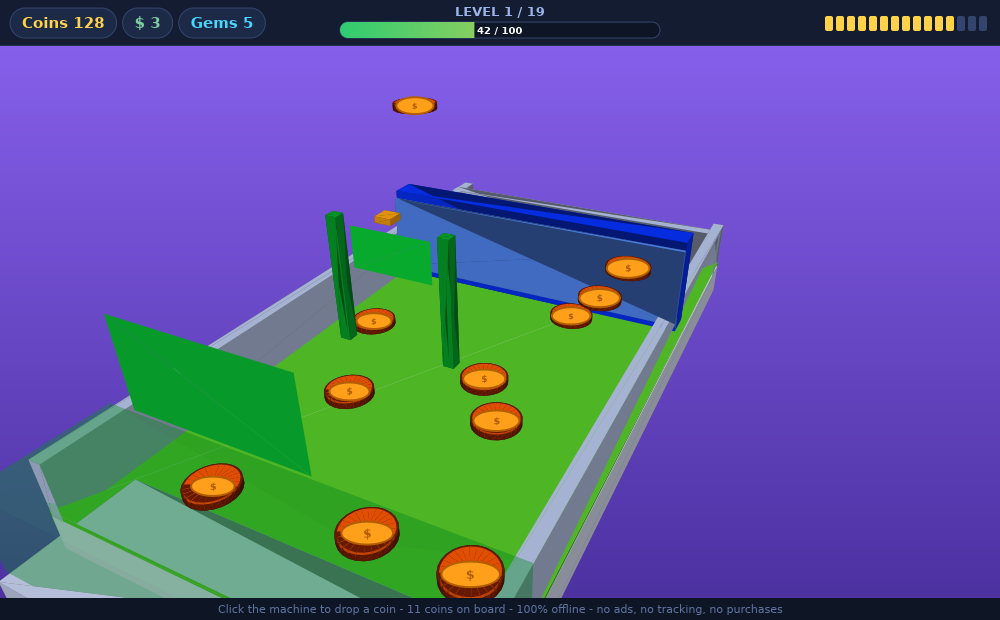 Coins 128
$ 3
Gems 5
LEVEL 1 / 19
42 / 100
$
$
$
$
$
$
$
$
$
$
$
Click the machine to drop a coin - 11 coins on board - 100% offline - no ads, no tracking, no purchases